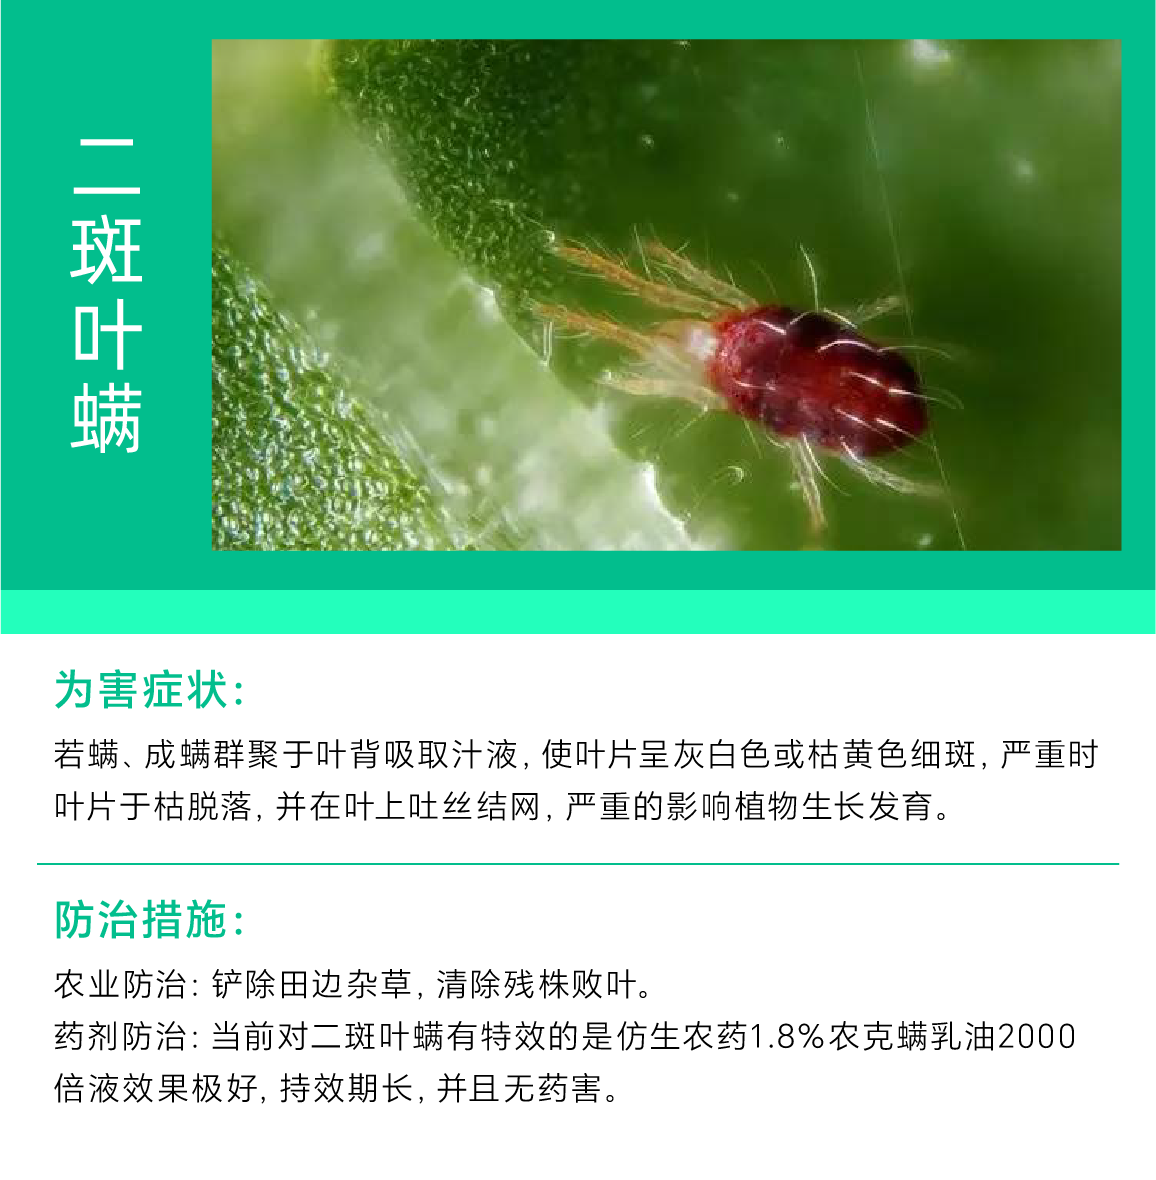 二斑叶螨
为害症状:
若螨、成螨群聚于叶背吸取汁液, 使叶片呈灰白色或枯黄色细斑, 严重时
叶片于枯脱落, 并在叶上吐丝结网, 严重的影响植物生长发育。
防治措施:
农业防治: 铲除田边杂草, 清除残株败叶。
药剂防治: 当前对二斑叶螨有特效的是仿生农药1.8%农克螨乳油2000
倍液效果极好, 持效期长, 并且无药害。